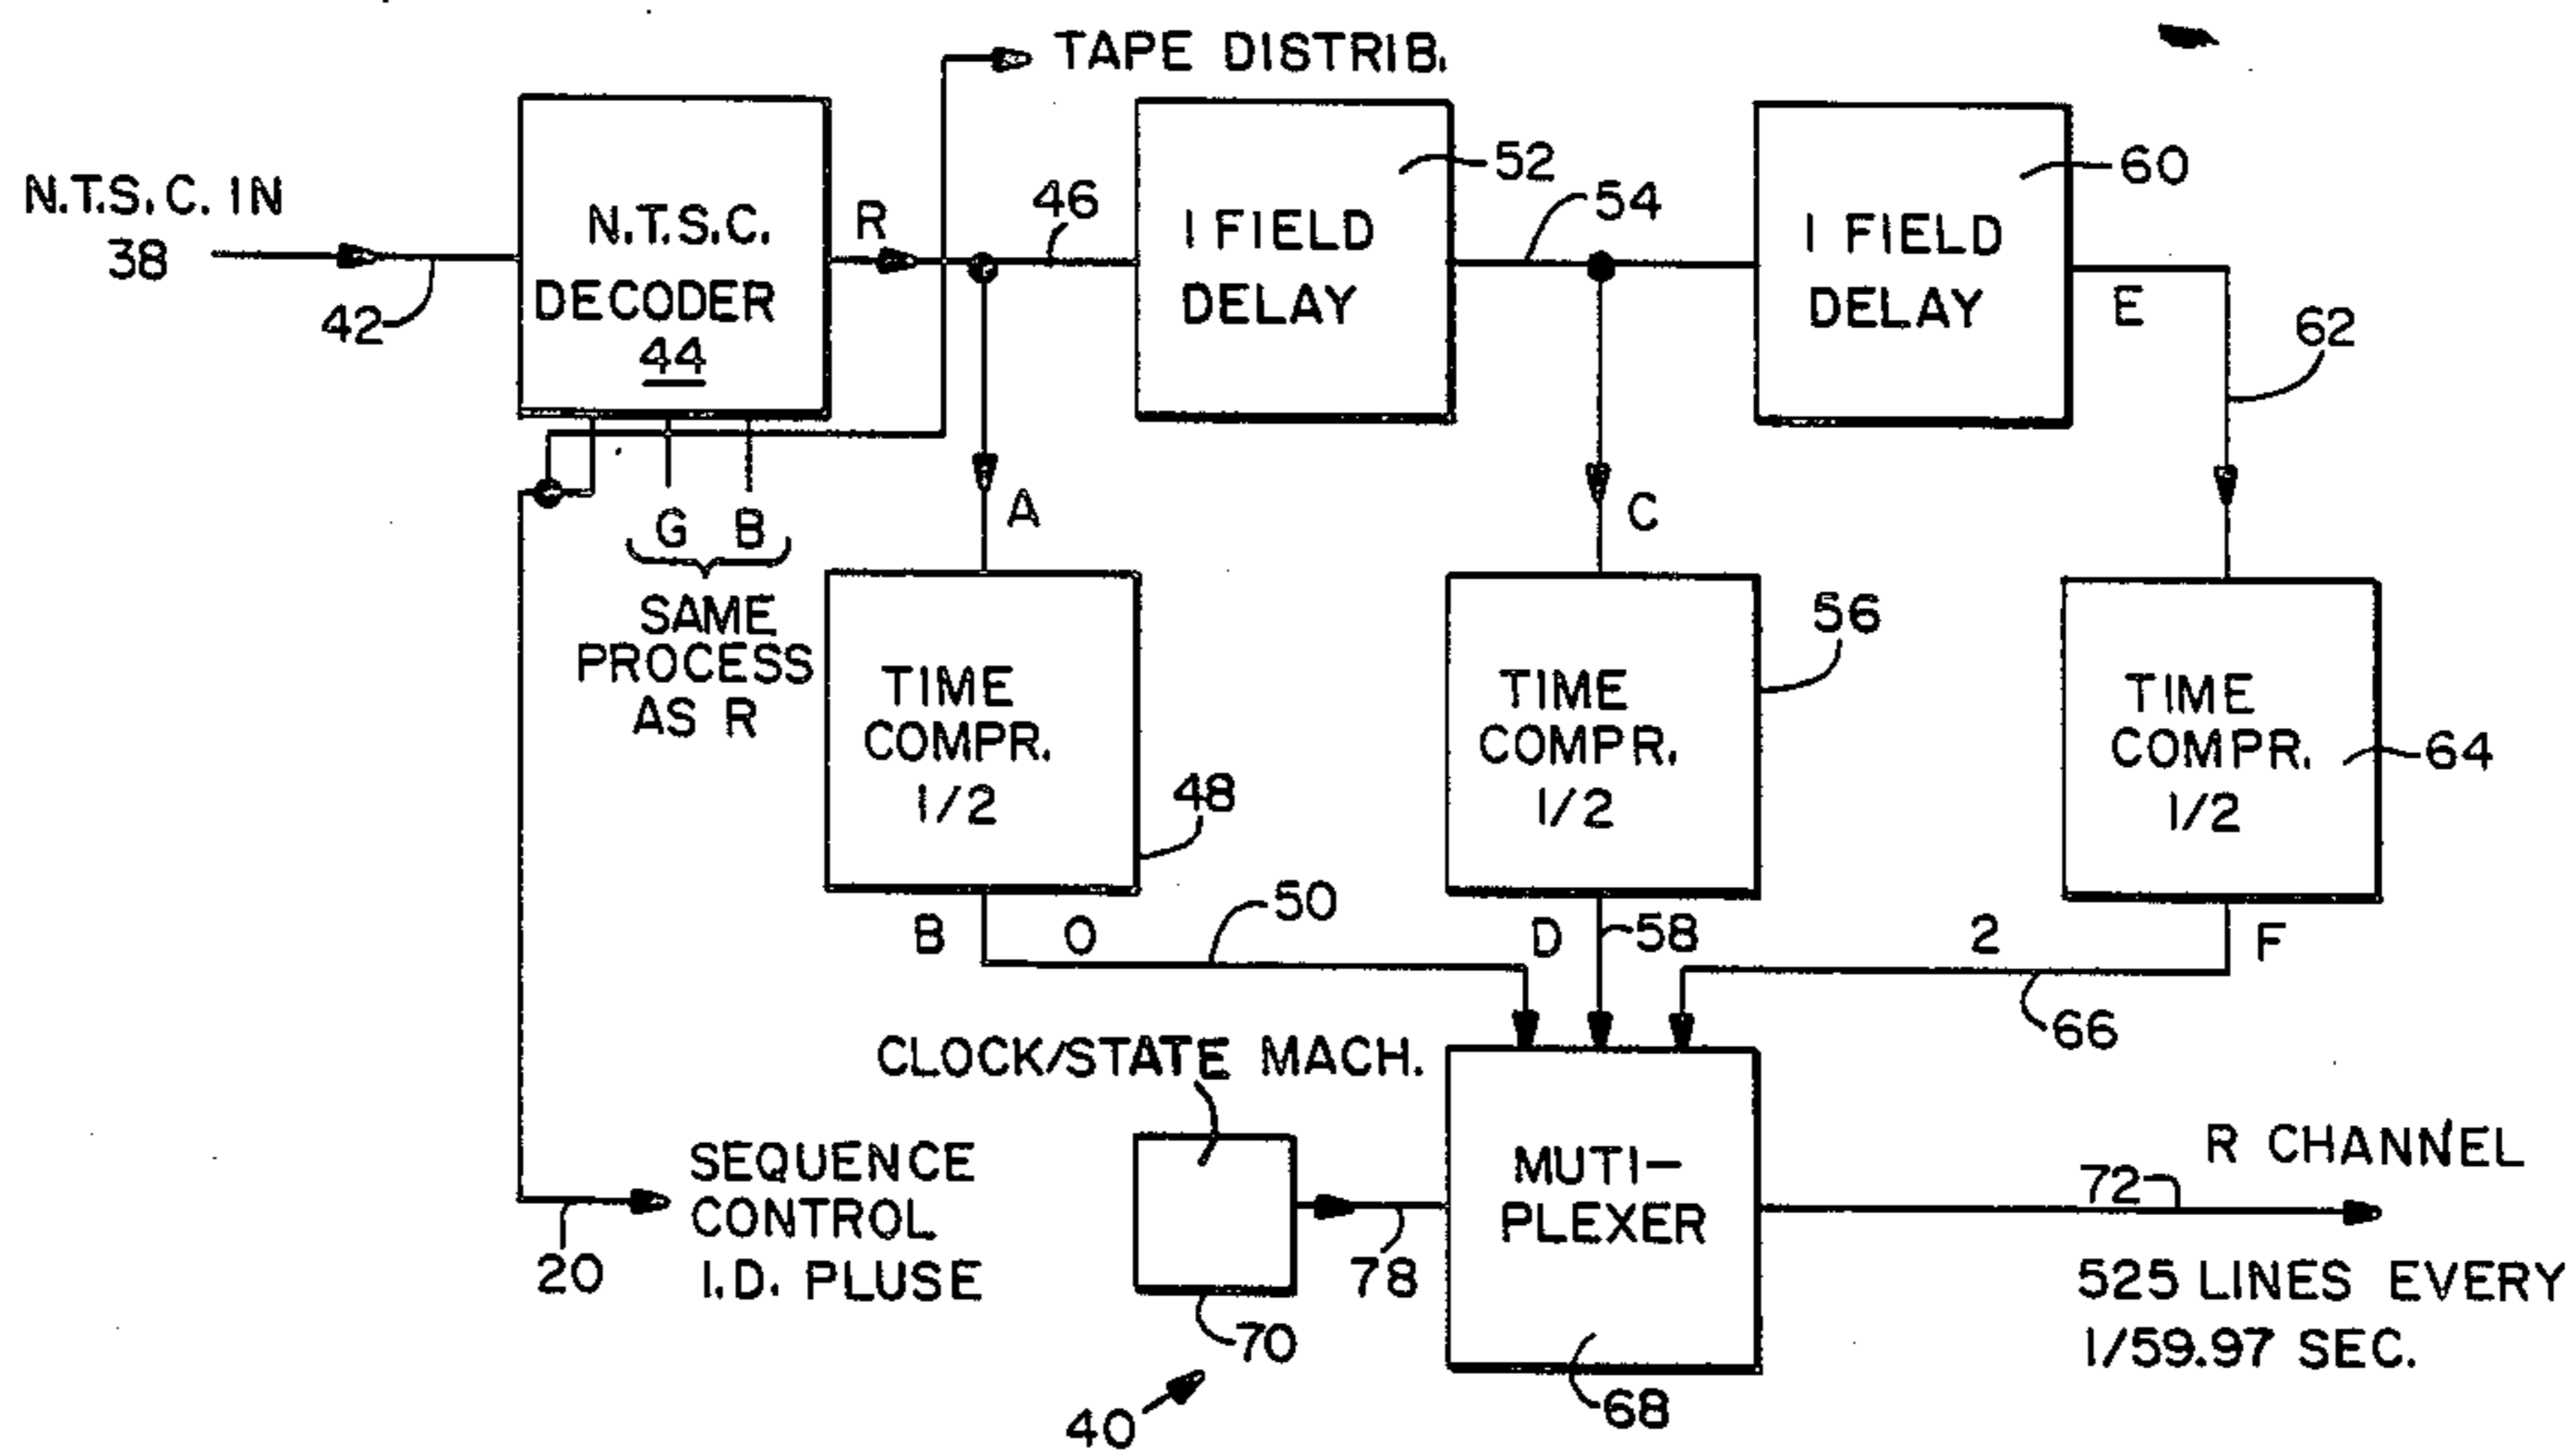 TAPE DISTRIB.
N.T.S.C. IN
38
42
N.T.S.C.
DECODER
44
R
46
1 FIELD
DELAY
52
54
1 FIELD
DELAY
60
E
62
G B
SAME
PROCESS
AS R
A
C
TIME
COMPR.
1/2
48
TIME
COMPR.
1/2
56
TIME
COMPR.
1/2
64
B
0
50
D
58
2
F
66
CLOCK/STATE MACH.
SEQUENCE
CONTROL
I.D. PLUSE
20
70
78
MUTI-
PLEXER
68
R CHANNEL
72
525 LINES EVERY
1/59.97 SEC.
40